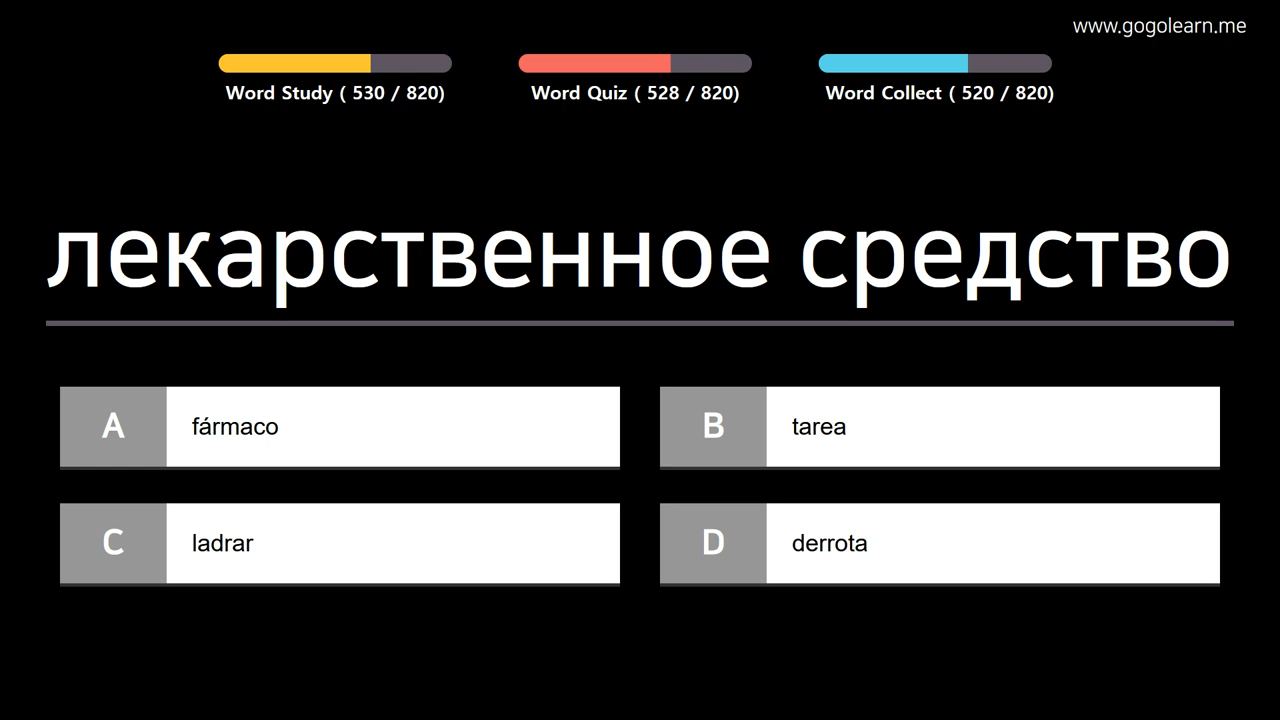 www.gogolearn.me
Word Study ( 530 / 820)
Word Quiz ( 528 / 820)
Word Collect ( 520 / 820)
лекарственное средство
A fármaco
B tarea
C ladrar
D derrota